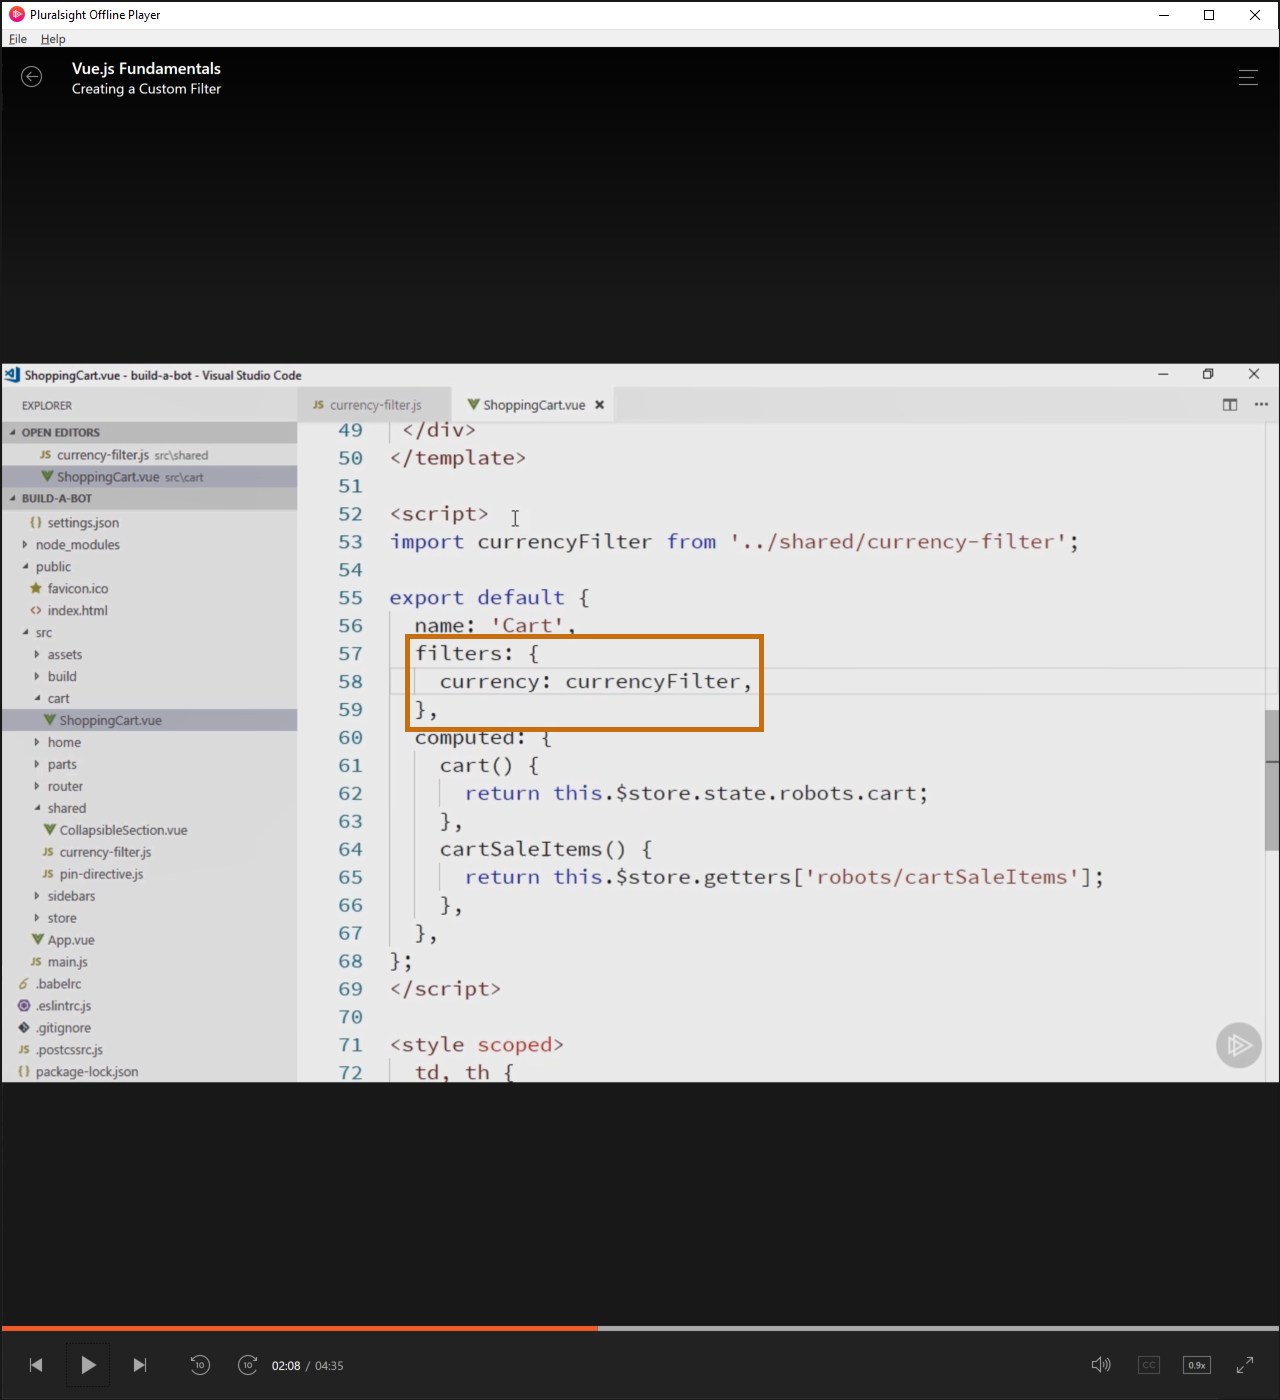 Pluralsight Offline Player
File Help
Vue.js Fundamentals
Creating a Custom Filter
ShoppingCart.vue - build-a-bot - Visual Studio Code
EXPLORER
OPEN EDITORS
JS currency-filter.js src\shared
ShoppingCart.vue src\cart
BUILD-A-BOT
{} settings.json
node_modules
public
favicon.ico
<> index.html
src
assets
build
cart
ShoppingCart.vue
home
parts
router
shared
CollapsibleSection.vue
JS currency-filter.js
JS pin-directive.js
sidebars
store
App.vue
JS main.js
.babelrc
.eslintrc.js
.gitignore
JS .postcssrc.js
{} package-lock.json
JS currency-filter.js
ShoppingCart.vue
49 </div>
50 </template>
51
52 <script>
53 import currencyFilter from '../shared/currency-filter';
54
55 export default {
56 name: 'Cart',
57 filters: {
58 currency: currencyFilter,
59 },
60 computed: {
61 cart() {
62 return this.$store.state.robots.cart;
63 },
64 cartSaleItems() {
65 return this.$store.getters['robots/cartSaleItems'];
66 },
67 },
68 };
69 </script>
70
71 <style scoped>
72 td, th {
10 10 02:08 / 04:35
CC 0.9x